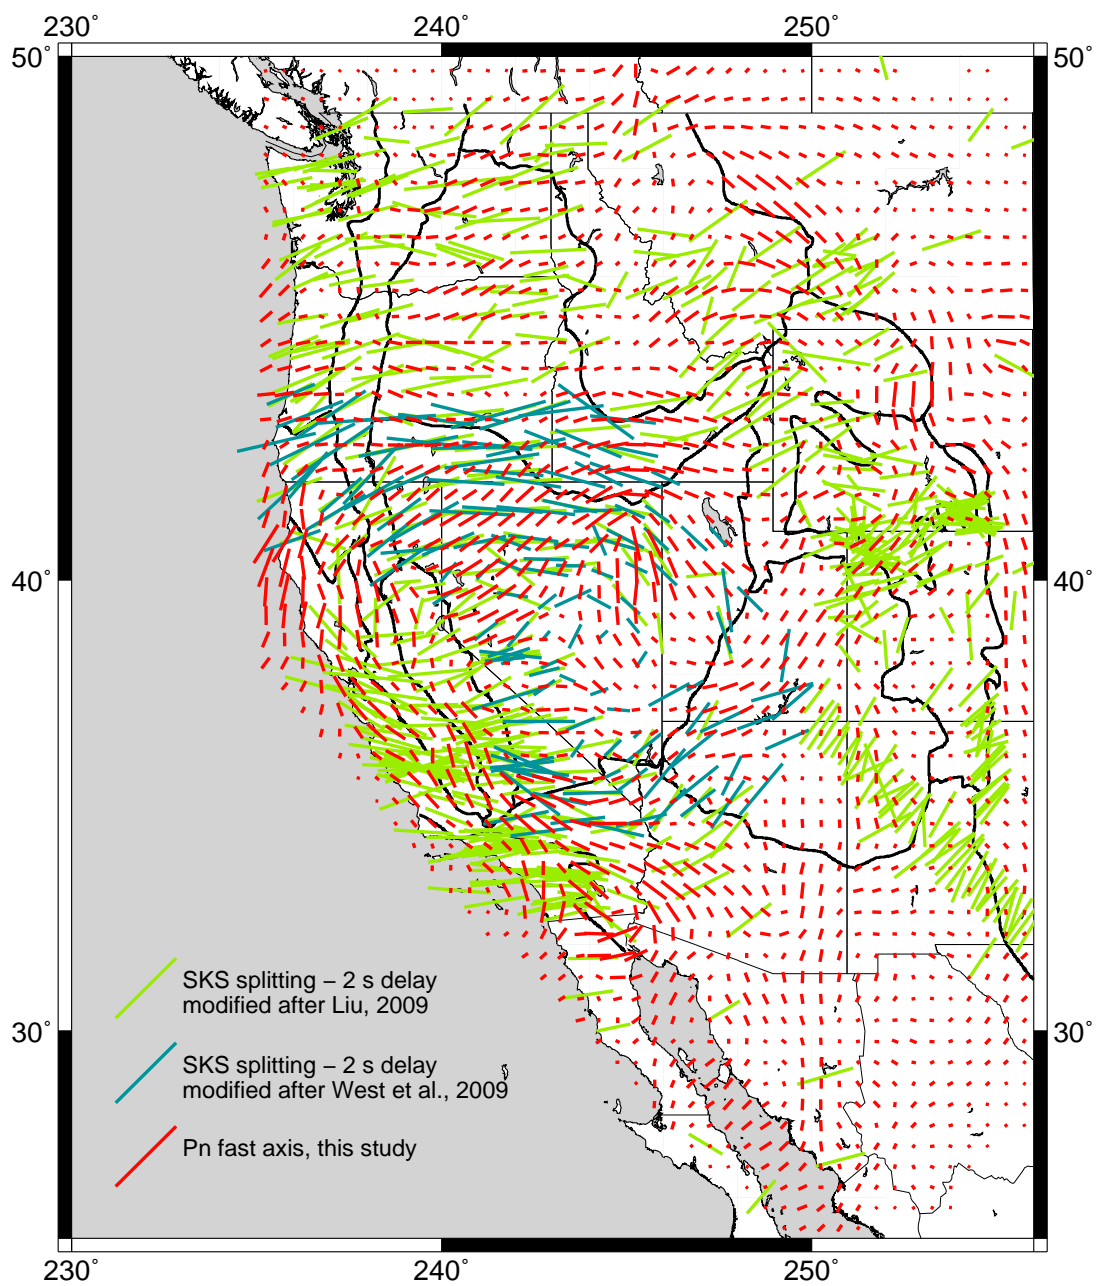 230˚ 240˚ 250˚
50˚ 50˚
40˚ 40˚
30˚ 30˚
SKS splitting – 2 s delay
modified after Liu, 2009
SKS splitting – 2 s delay
modified after West et al., 2009
Pn fast axis, this study
230˚ 240˚ 250˚